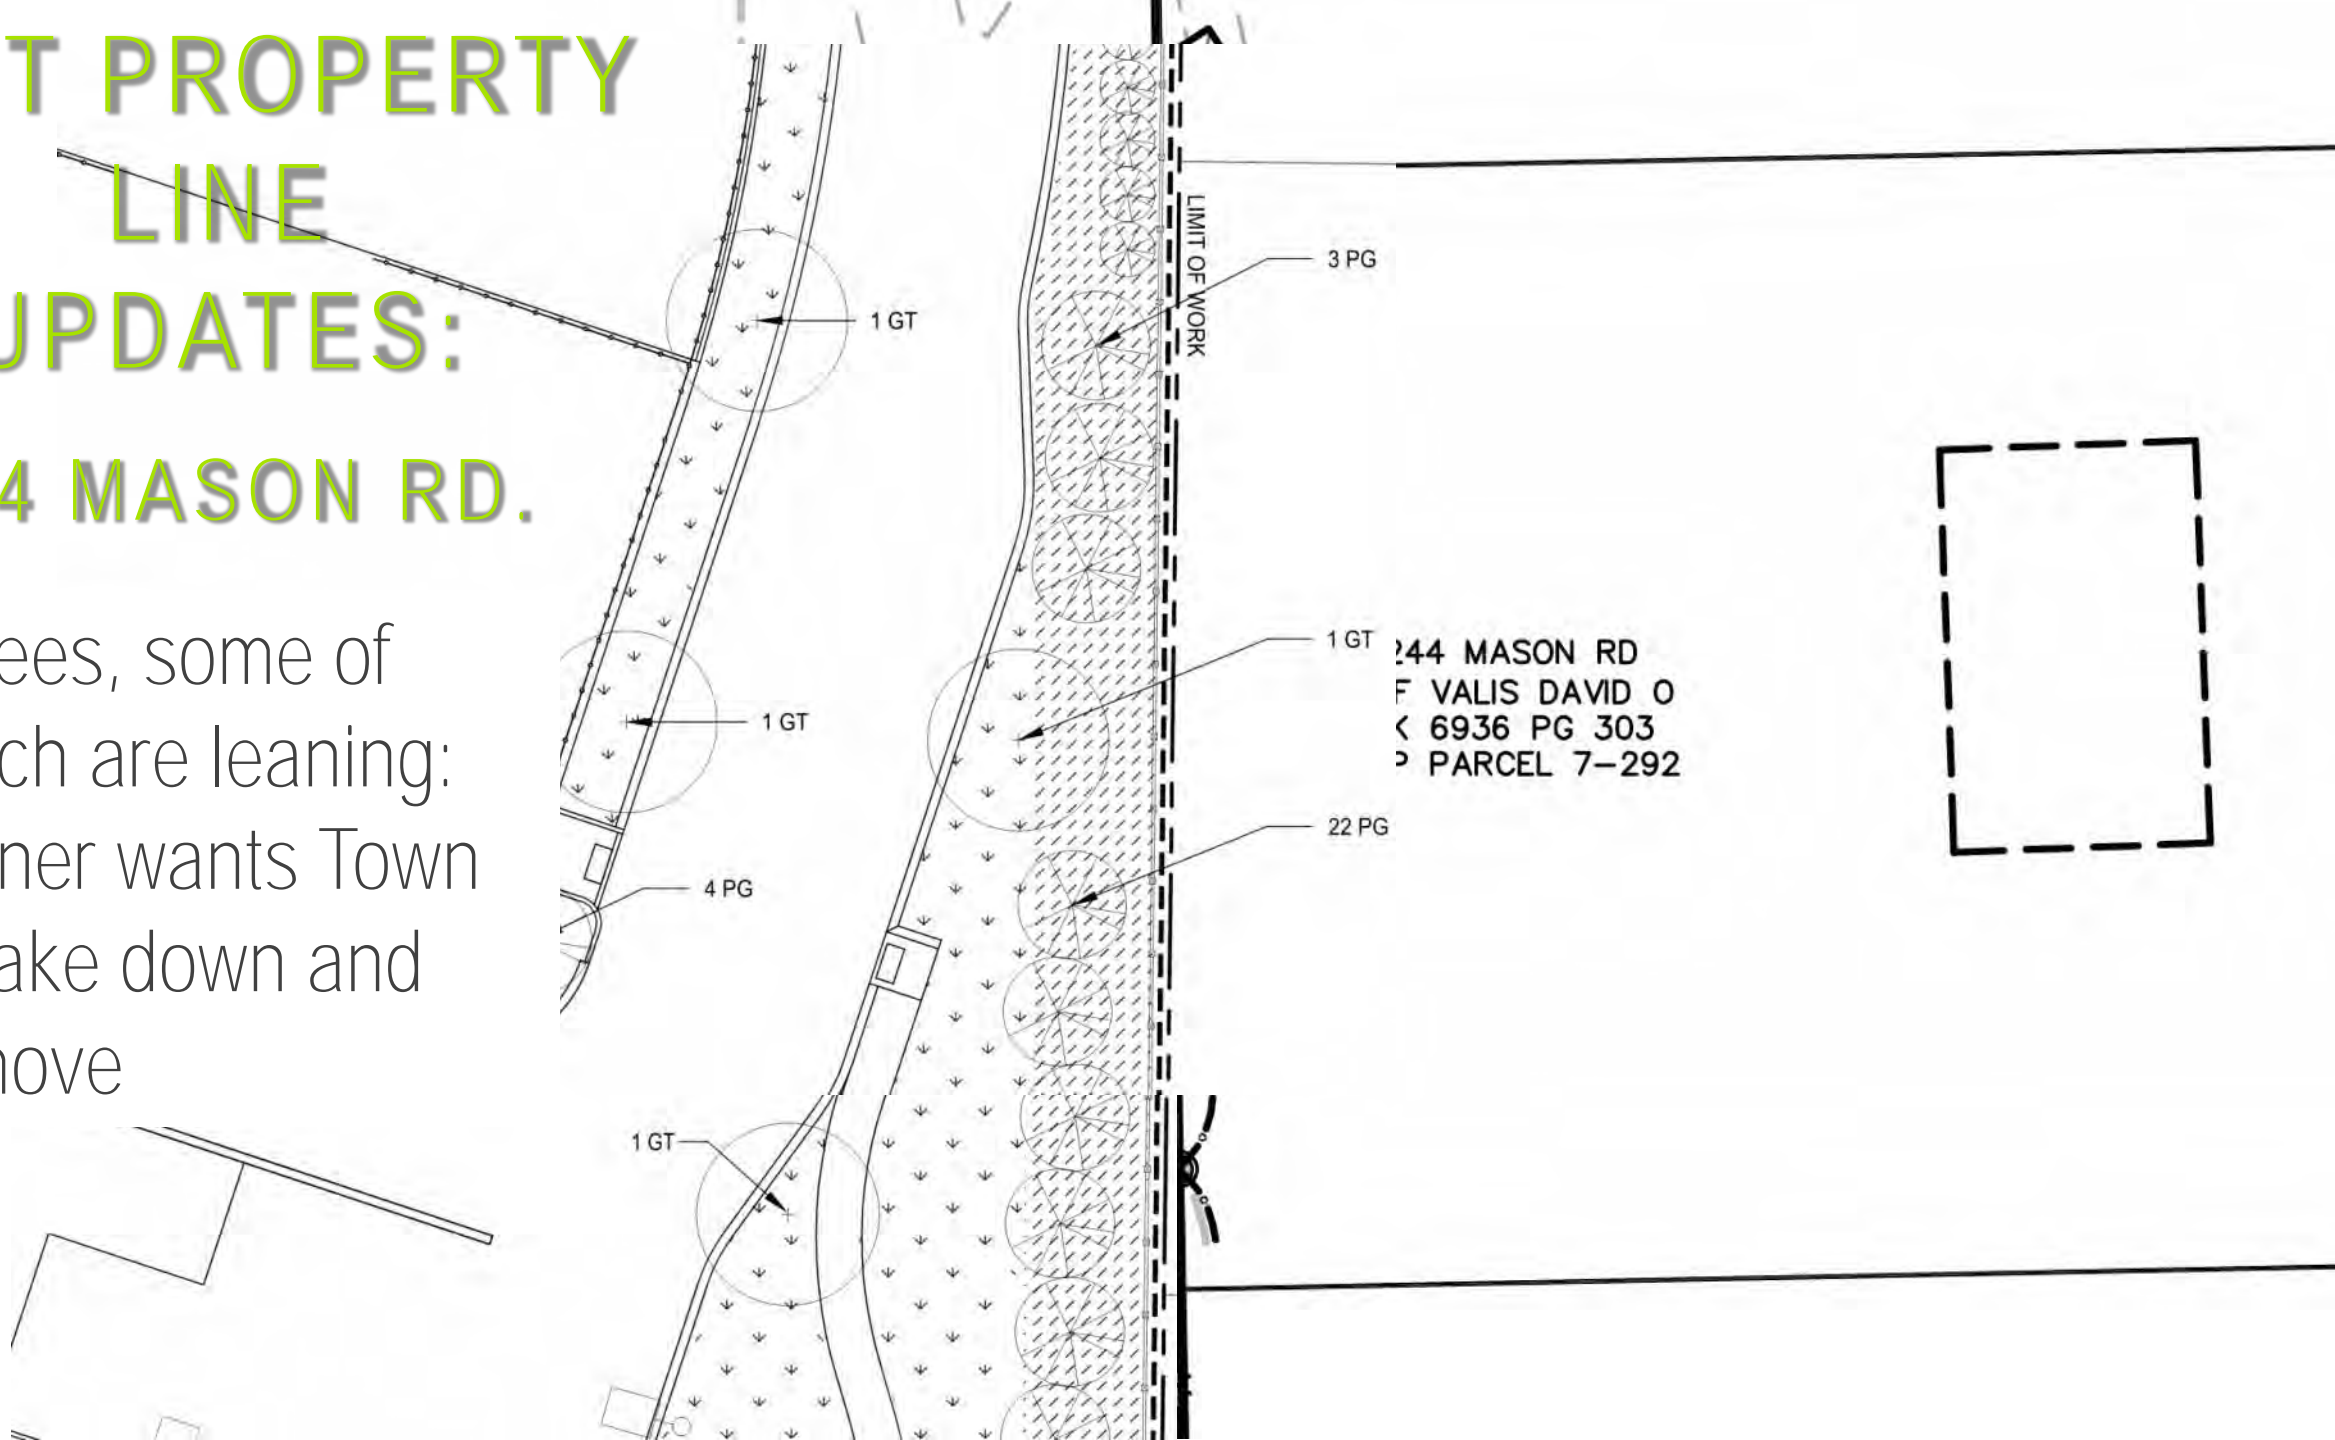 T PROPERTY
LINE
UPDATES:
4 MASON RD.
ees, some of
ch are leaning:
ner wants Town
ake down and
nove
1 GT
1 GT
4 PG
1 GT
LIMIT OF WORK
3 PG
1 GT
22 PG
244 MASON RD
F VALIS DAVID O
K 6936 PG 303
P PARCEL 7-292